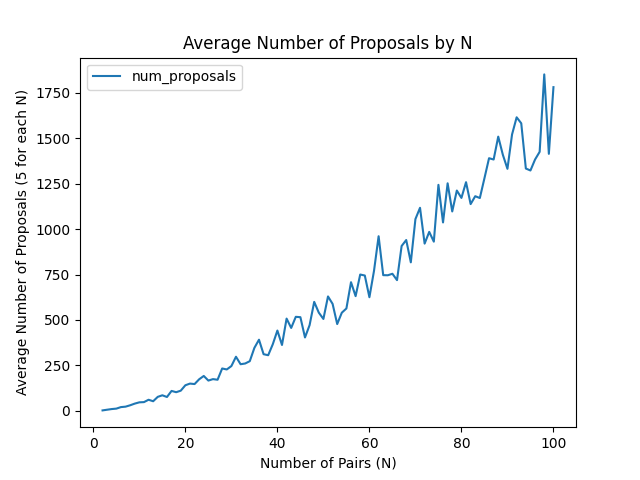 Average Number of Proposals by N
num_proposals
Average Number of Proposals (5 for each N)
1750
1500
1250
1000
750
500
250
0
0 20 40 60 80 100
Number of Pairs (N)